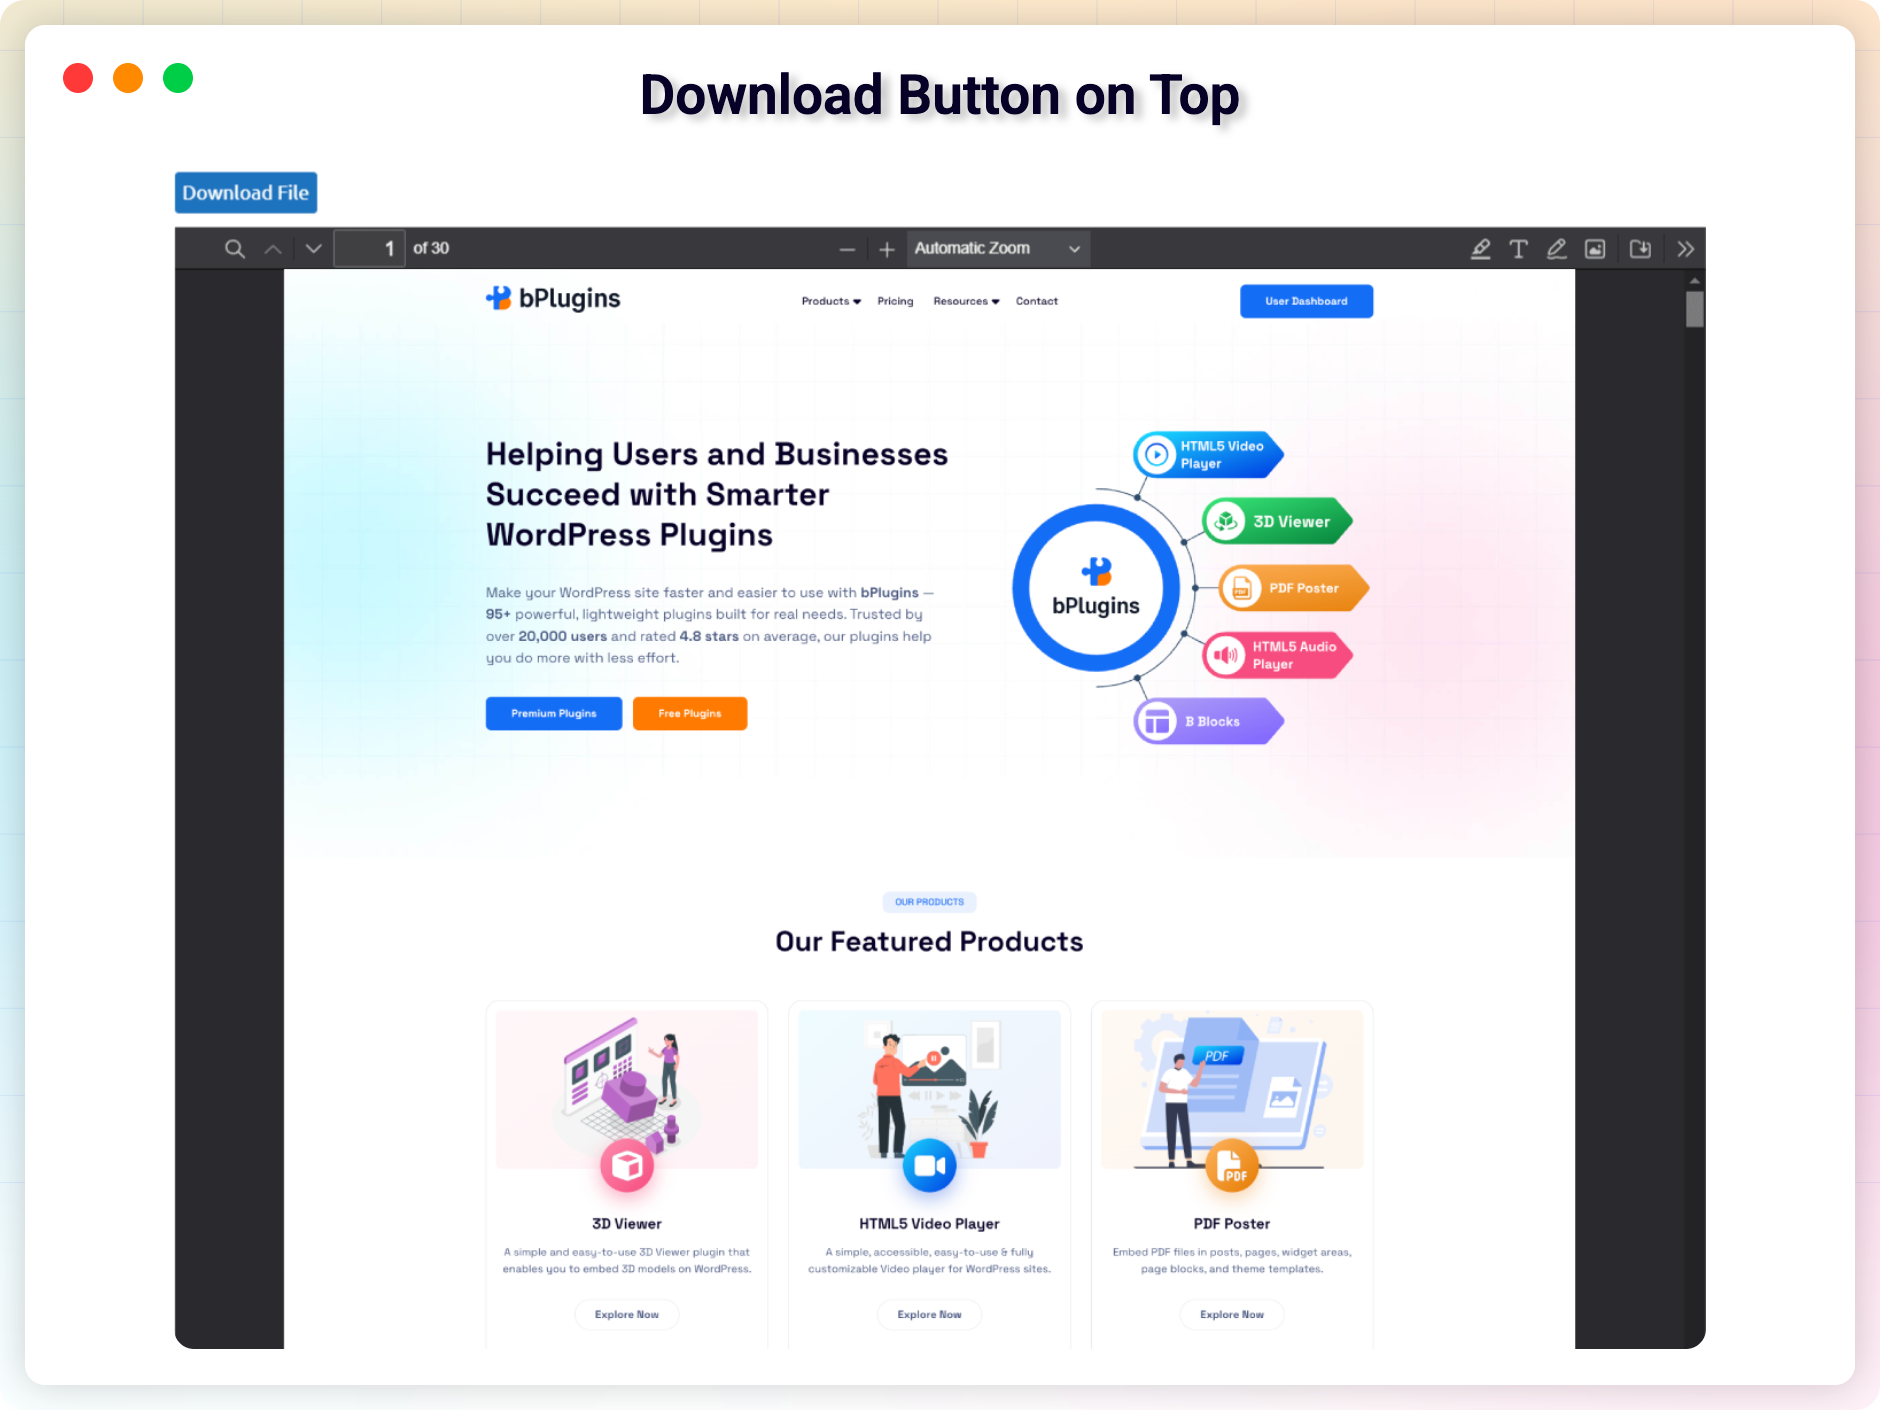 Download Button on Top
Download File
1 of 30
Automatic Zoom
bPlugins
Products Pricing Resources Contact
User Dashboard
Helping Users and Businesses
Succeed with Smarter
WordPress Plugins
Make your WordPress site faster and easier to use with bPlugins —
95+ powerful, lightweight plugins built for real needs. Trusted by
over 20,000 users and rated 4.8 stars on average, our plugins help
you do more with less effort.
Premium Plugins
Free Plugins
HTML5 Video
Player
3D Viewer
bPlugins
PDF Poster
PDF
HTML5 Audio
Player
B Blocks
OUR PRODUCTS
Our Featured Products
PDF
PDF
3D Viewer
A simple and easy-to-use 3D Viewer plugin that
enables you to embed 3D models on WordPress.
Explore Now
HTML5 Video Player
A simple, accessible, easy-to-use & fully
customizable Video player for WordPress sites.
Explore Now
PDF Poster
Embed PDF files in posts, pages, widget areas,
page blocks, and theme templates.
Explore Now